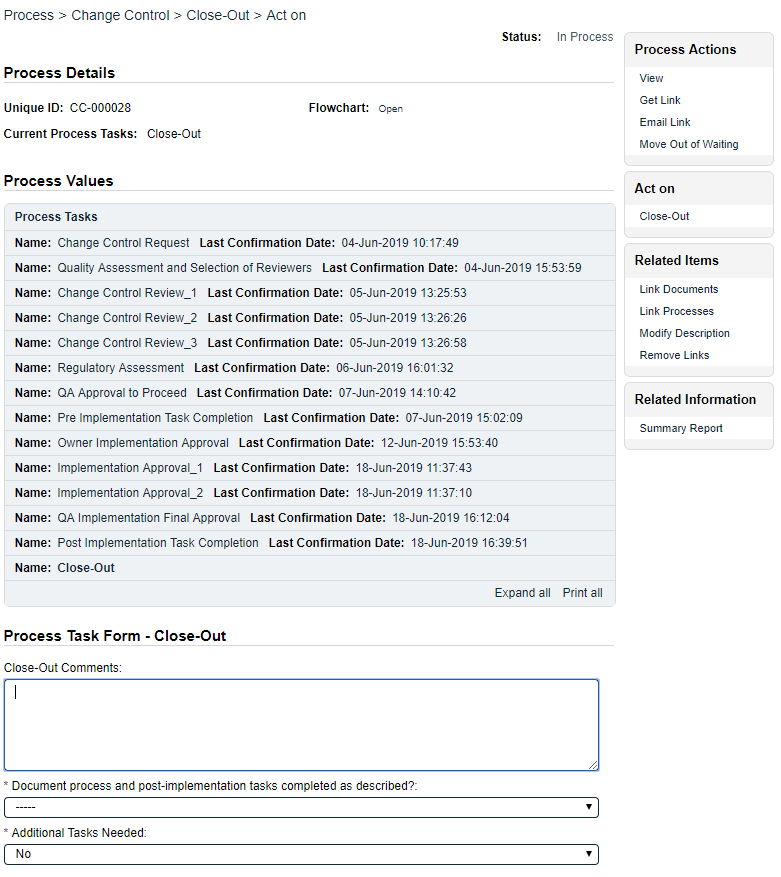 Process > Change Control > Close-Out > Act on
Status: In Process
Process Details
Unique ID: CC-000028 Flowchart: Open
Current Process Tasks: Close-Out
Process Values
Process Tasks
Name: Change Control Request Last Confirmation Date: 04-Jun-2019 10:17:49
Name: Quality Assessment and Selection of Reviewers Last Confirmation Date: 04-Jun-2019 15:53:59
Name: Change Control Review_1 Last Confirmation Date: 05-Jun-2019 13:25:53
Name: Change Control Review_2 Last Confirmation Date: 05-Jun-2019 13:26:26
Name: Change Control Review_3 Last Confirmation Date: 05-Jun-2019 13:26:58
Name: Regulatory Assessment Last Confirmation Date: 06-Jun-2019 16:01:32
Name: QA Approval to Proceed Last Confirmation Date: 07-Jun-2019 14:10:42
Name: Pre Implementation Task Completion Last Confirmation Date: 07-Jun-2019 15:02:09
Name: Owner Implementation Approval Last Confirmation Date: 12-Jun-2019 15:53:40
Name: Implementation Approval_1 Last Confirmation Date: 18-Jun-2019 11:37:43
Name: Implementation Approval_2 Last Confirmation Date: 18-Jun-2019 11:37:10
Name: QA Implementation Final Approval Last Confirmation Date: 18-Jun-2019 16:12:04
Name: Post Implementation Task Completion Last Confirmation Date: 18-Jun-2019 16:39:51
Name: Close-Out
Expand all Print all
Process Task Form - Close-Out
Close-Out Comments:
* Document process and post-implementation tasks completed as described?:
-----
* Additional Tasks Needed:
No
Process Actions
View
Get Link
Email Link
Move Out of Waiting
Act on
Close-Out
Related Items
Link Documents
Link Processes
Modify Description
Remove Links
Related Information
Summary Report